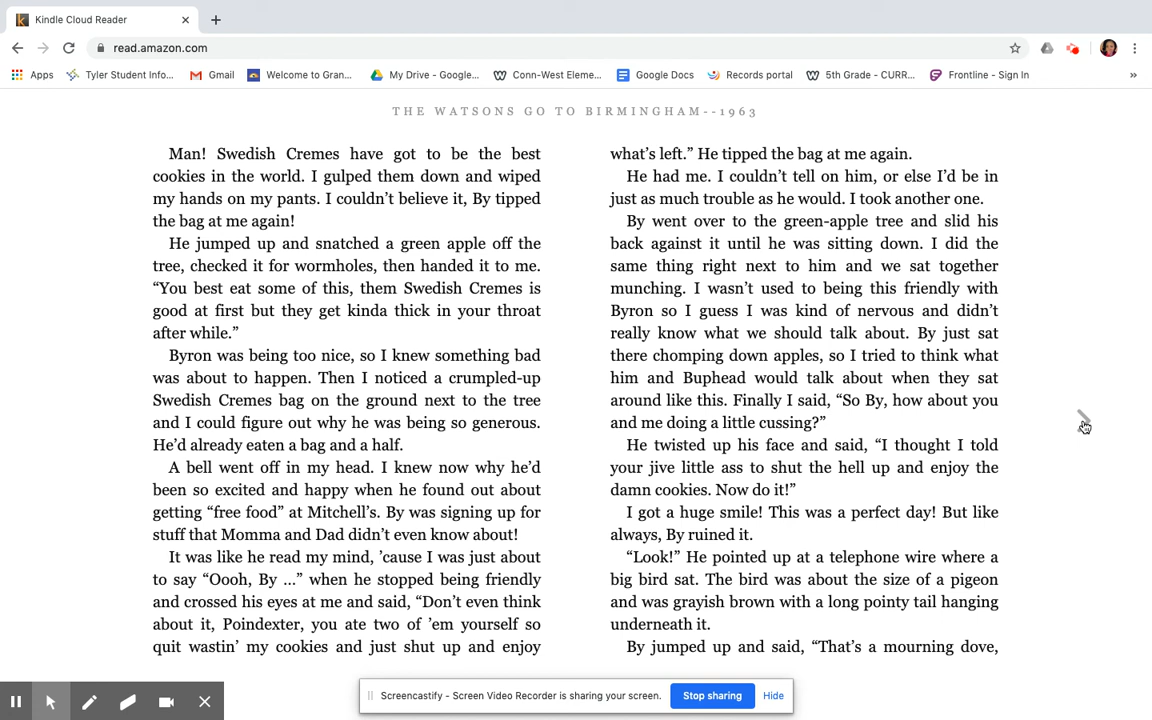 Kindle Cloud Reader
read.amazon.com
Apps
Tyler Student Info...
Gmail
Welcome to Gran...
My Drive - Google...
Conn-West Eleme...
Google Docs
Records portal
5th Grade - CURR...
Frontline - Sign In
»
THE WATSONS GO TO BIRMINGHAM--1963
Man! Swedish Cremes have got to be the best
cookies in the world. I gulped them down and wiped
my hands on my pants. I couldn’t believe it, By tipped
the bag at me again!
He jumped up and snatched a green apple off the
tree, checked it for wormholes, then handed it to me.
“You best eat some of this, them Swedish Cremes is
good at first but they get kinda thick in your throat
after while.”
Byron was being too nice, so I knew something bad
was about to happen. Then I noticed a crumpled-up
Swedish Cremes bag on the ground next to the tree
and I could figure out why he was being so generous.
He’d already eaten a bag and a half.
A bell went off in my head. I knew now why he’d
been so excited and happy when he found out about
getting “free food” at Mitchell’s. By was signing up for
stuff that Momma and Dad didn’t even know about!
It was like he read my mind, ’cause I was just about
to say “Oooh, By ...” when he stopped being friendly
and crossed his eyes at me and said, “Don’t even think
about it, Poindexter, you ate two of ’em yourself so
quit wastin’ my cookies and just shut up and enjoy
what’s left.” He tipped the bag at me again.
He had me. I couldn’t tell on him, or else I’d be in
just as much trouble as he would. I took another one.
By went over to the green-apple tree and slid his
back against it until he was sitting down. I did the
same thing right next to him and we sat together
munching. I wasn’t used to being this friendly with
Byron so I guess I was kind of nervous and didn’t
really know what we should talk about. By just sat
there chomping down apples, so I tried to think what
him and Buphead would talk about when they sat
around like this. Finally I said, “So By, how about you
and me doing a little cussing?”
He twisted up his face and said, “I thought I told
your jive little ass to shut the hell up and enjoy the
damn cookies. Now do it!”
I got a huge smile! This was a perfect day! But like
always, By ruined it.
“Look!” He pointed up at a telephone wire where a
big bird sat. The bird was about the size of a pigeon
and was grayish brown with a long pointy tail hanging
underneath it.
By jumped up and said, “That’s a mourning dove,
Screencastify - Screen Video Recorder is sharing your screen.
Stop sharing
Hide